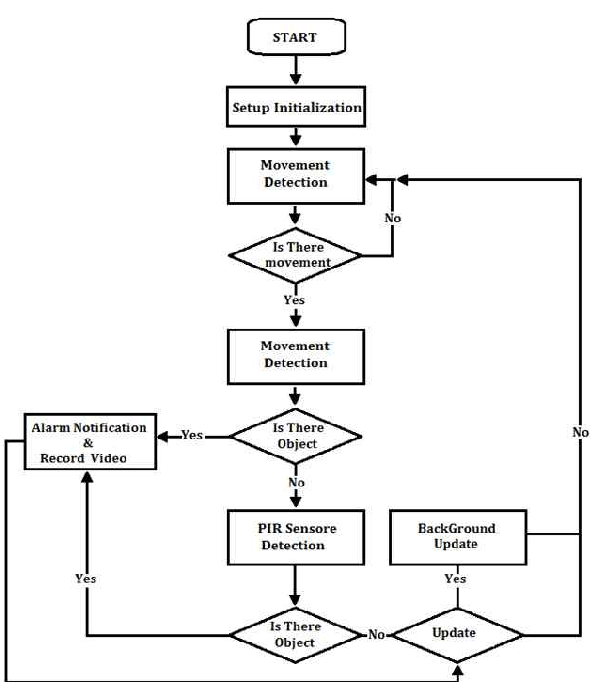 START
Setup Initialization
Movement
Detection
No
Is There
movement
Yes
Movement
Detection
Is There
Object
Yes
Alarm Notification
&
Record Video
No
No
PIR Sensore
Detection
BackGround
Update
Yes
Yes
Is There
Object
No
Update